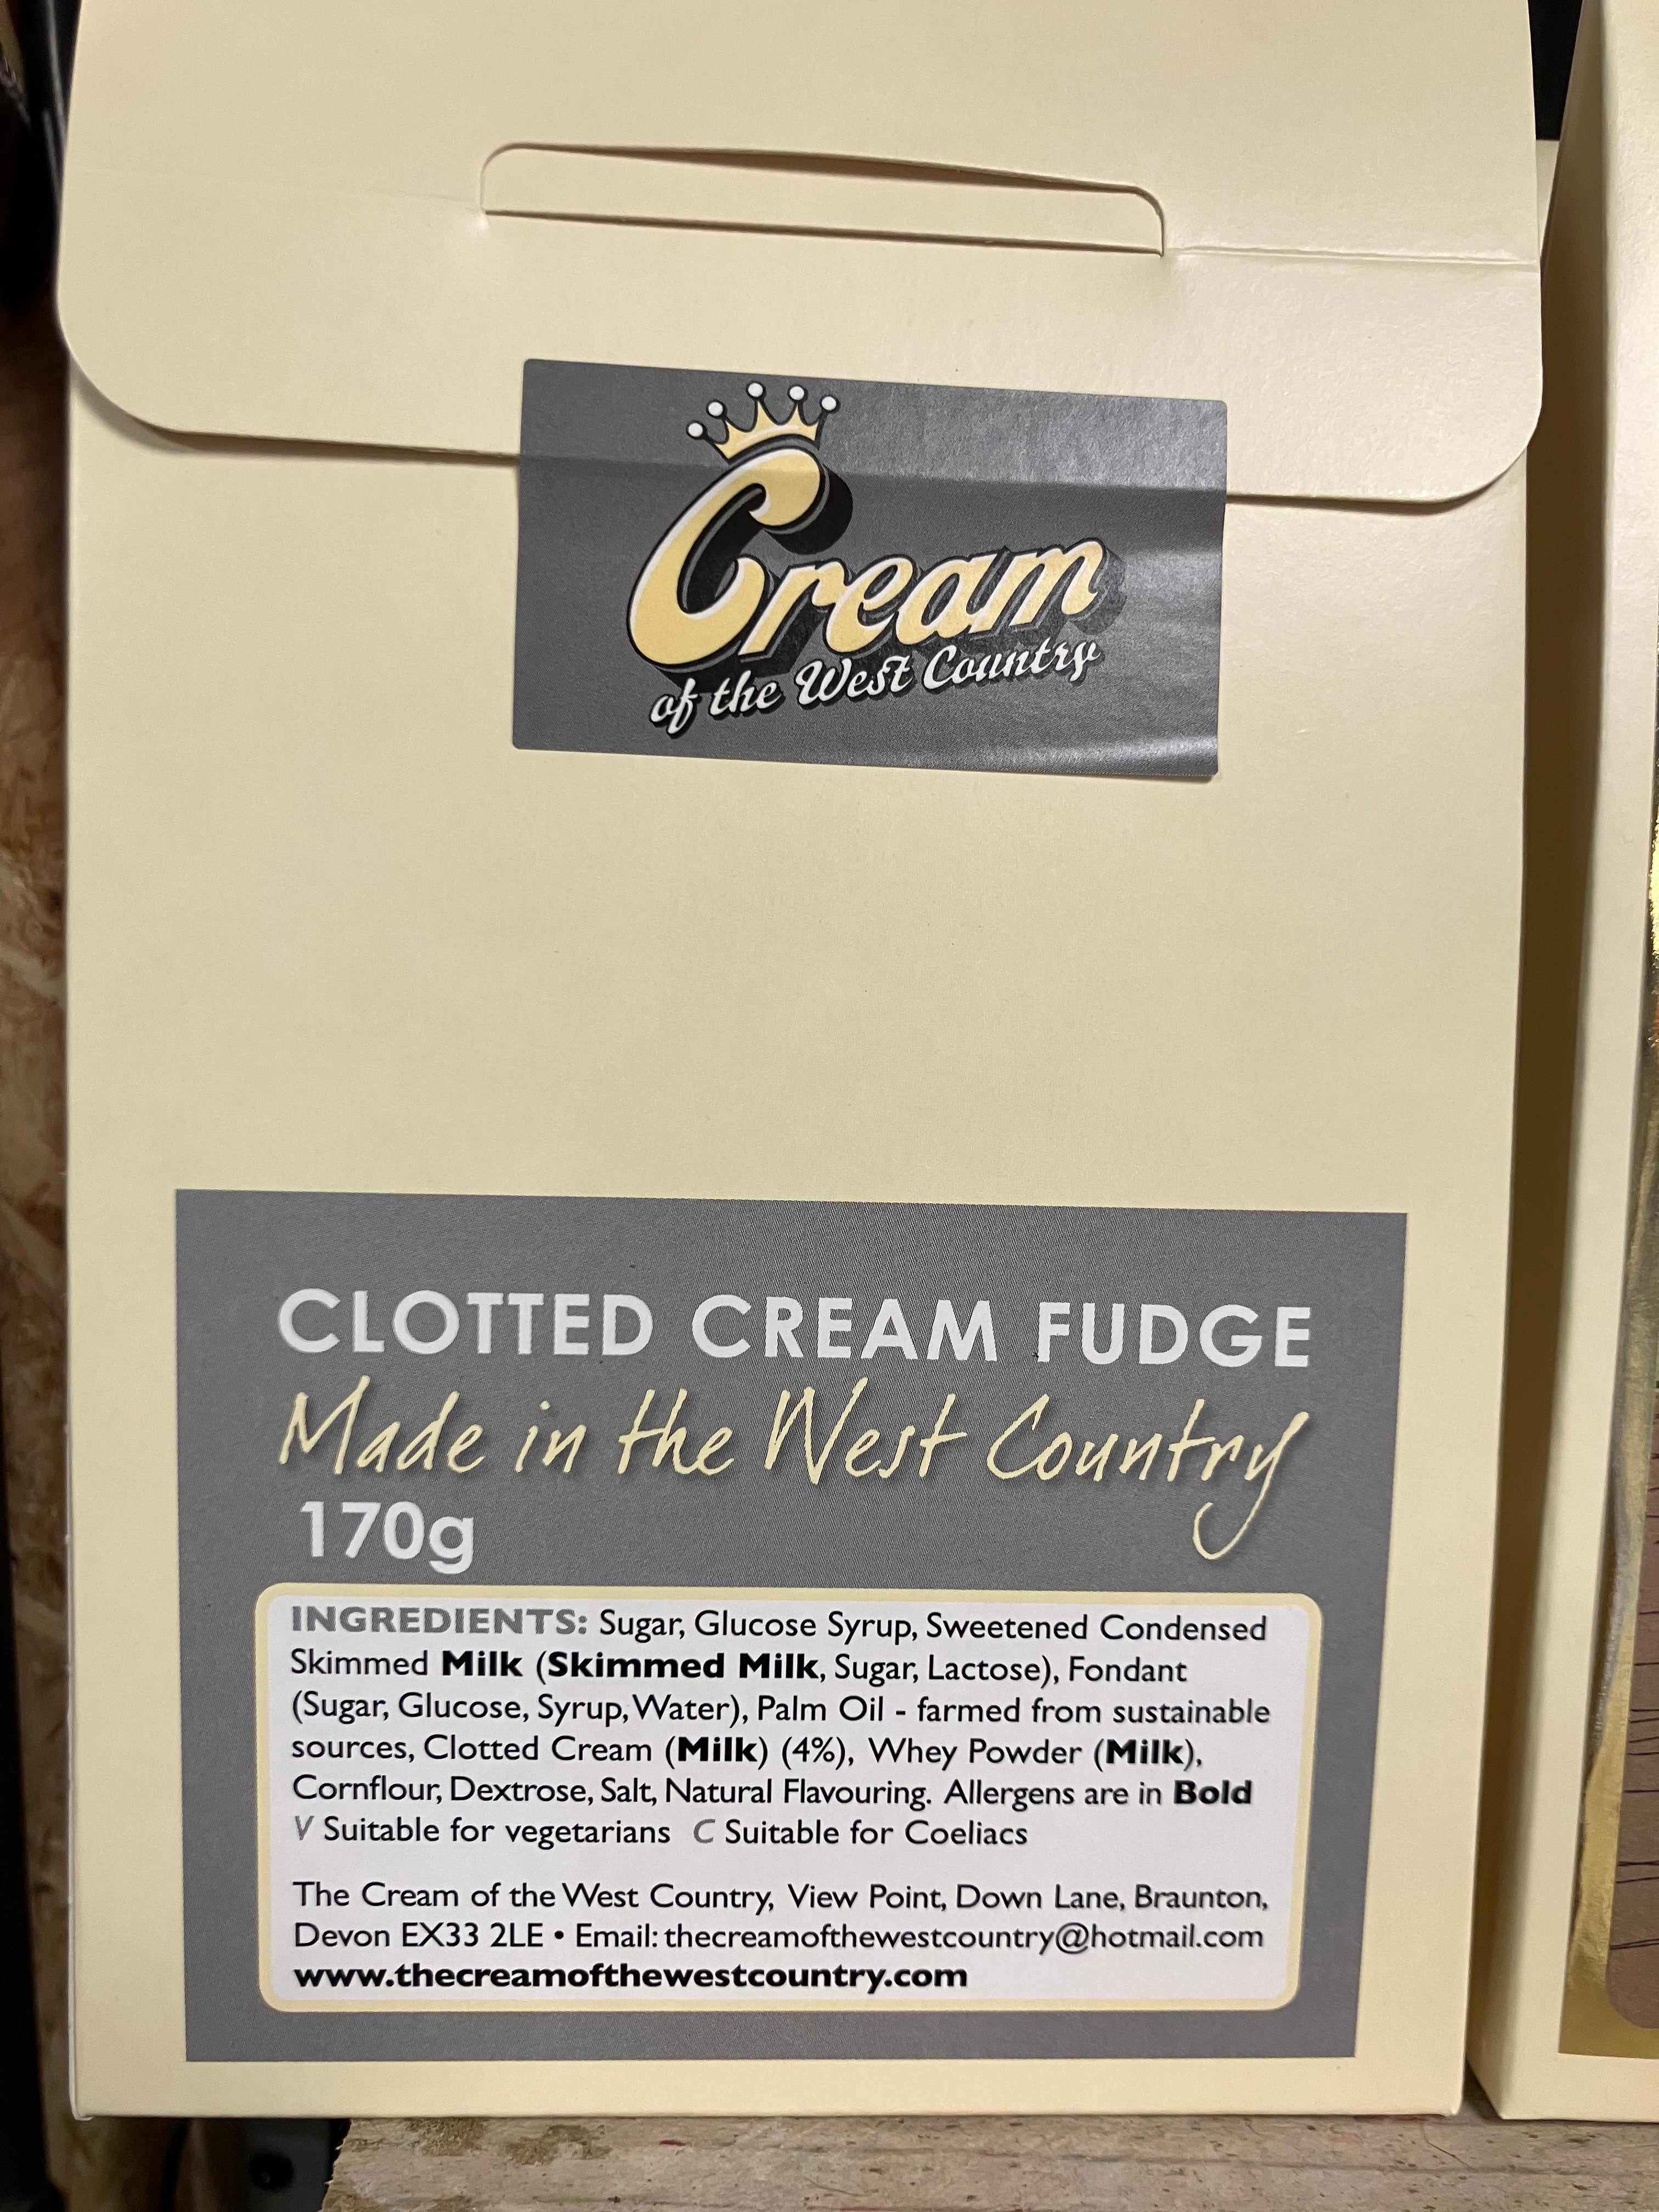 Cream
of the West Country
CLOTTED CREAM FUDGE
Made in the West Country
170g
INGREDIENTS: Sugar, Glucose Syrup, Sweetened Condensed
Skimmed Milk (Skimmed Milk, Sugar, Lactose), Fondant
(Sugar, Glucose, Syrup, Water), Palm Oil - farmed from sustainable
sources, Clotted Cream (Milk) (4%), Whey Powder (Milk),
Cornflour, Dextrose, Salt, Natural Flavouring. Allergens are in Bold
V Suitable for vegetarians C Suitable for Coeliacs
The Cream of the West Country, View Point, Down Lane, Braunton,
Devon EX33 2LE • Email: thecreamofthewestcountry@hotmail.com
www.thecreamofthewestcountry.com